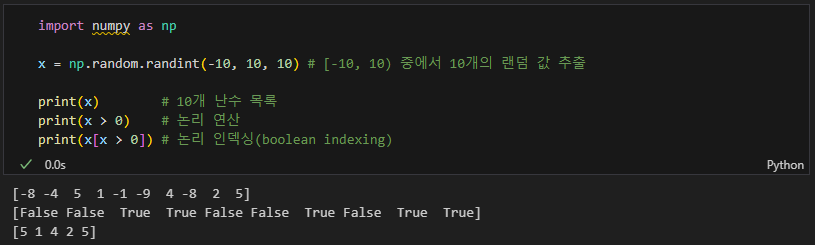 import numpy as np
x = np.random.randint(-10, 10, 10) # [-10, 10) 중에서 10개의 랜덤 값 추출
print(x)        # 10개 난수 목록
print(x > 0)    # 논리 연산
print(x[x > 0]) # 논리 인덱싱(boolean indexing)
✓ 0.0s Python
[-8 -4  5  1 -1 -9  4 -8  2  5]
[False False  True  True False False  True False  True  True]
[5 1 4 2 5]